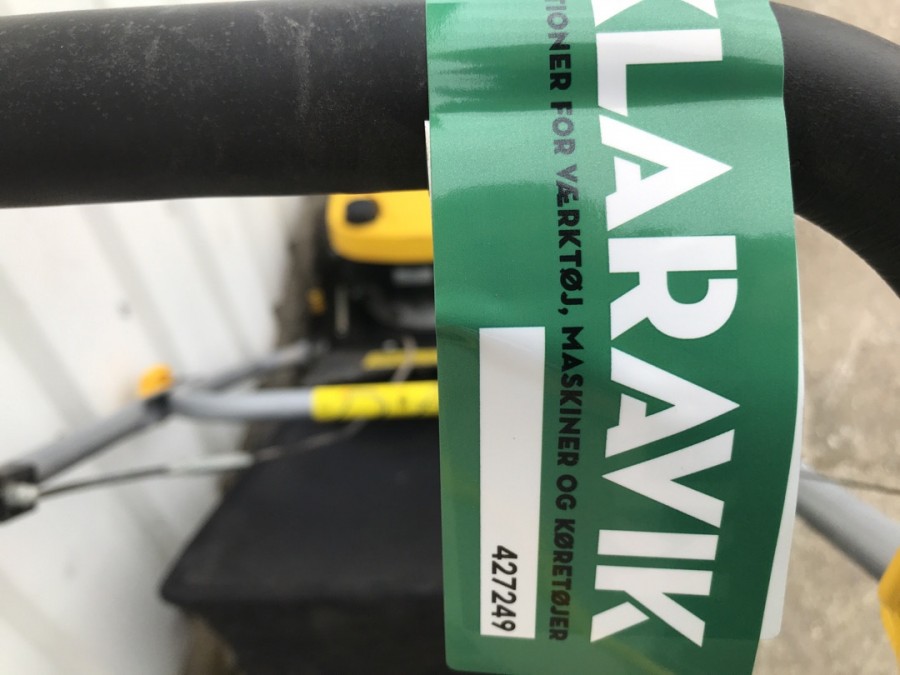 KLARAVIK
TIONER FOR VÆRKTØJ, MASKINER OG KØRETØJER
427249